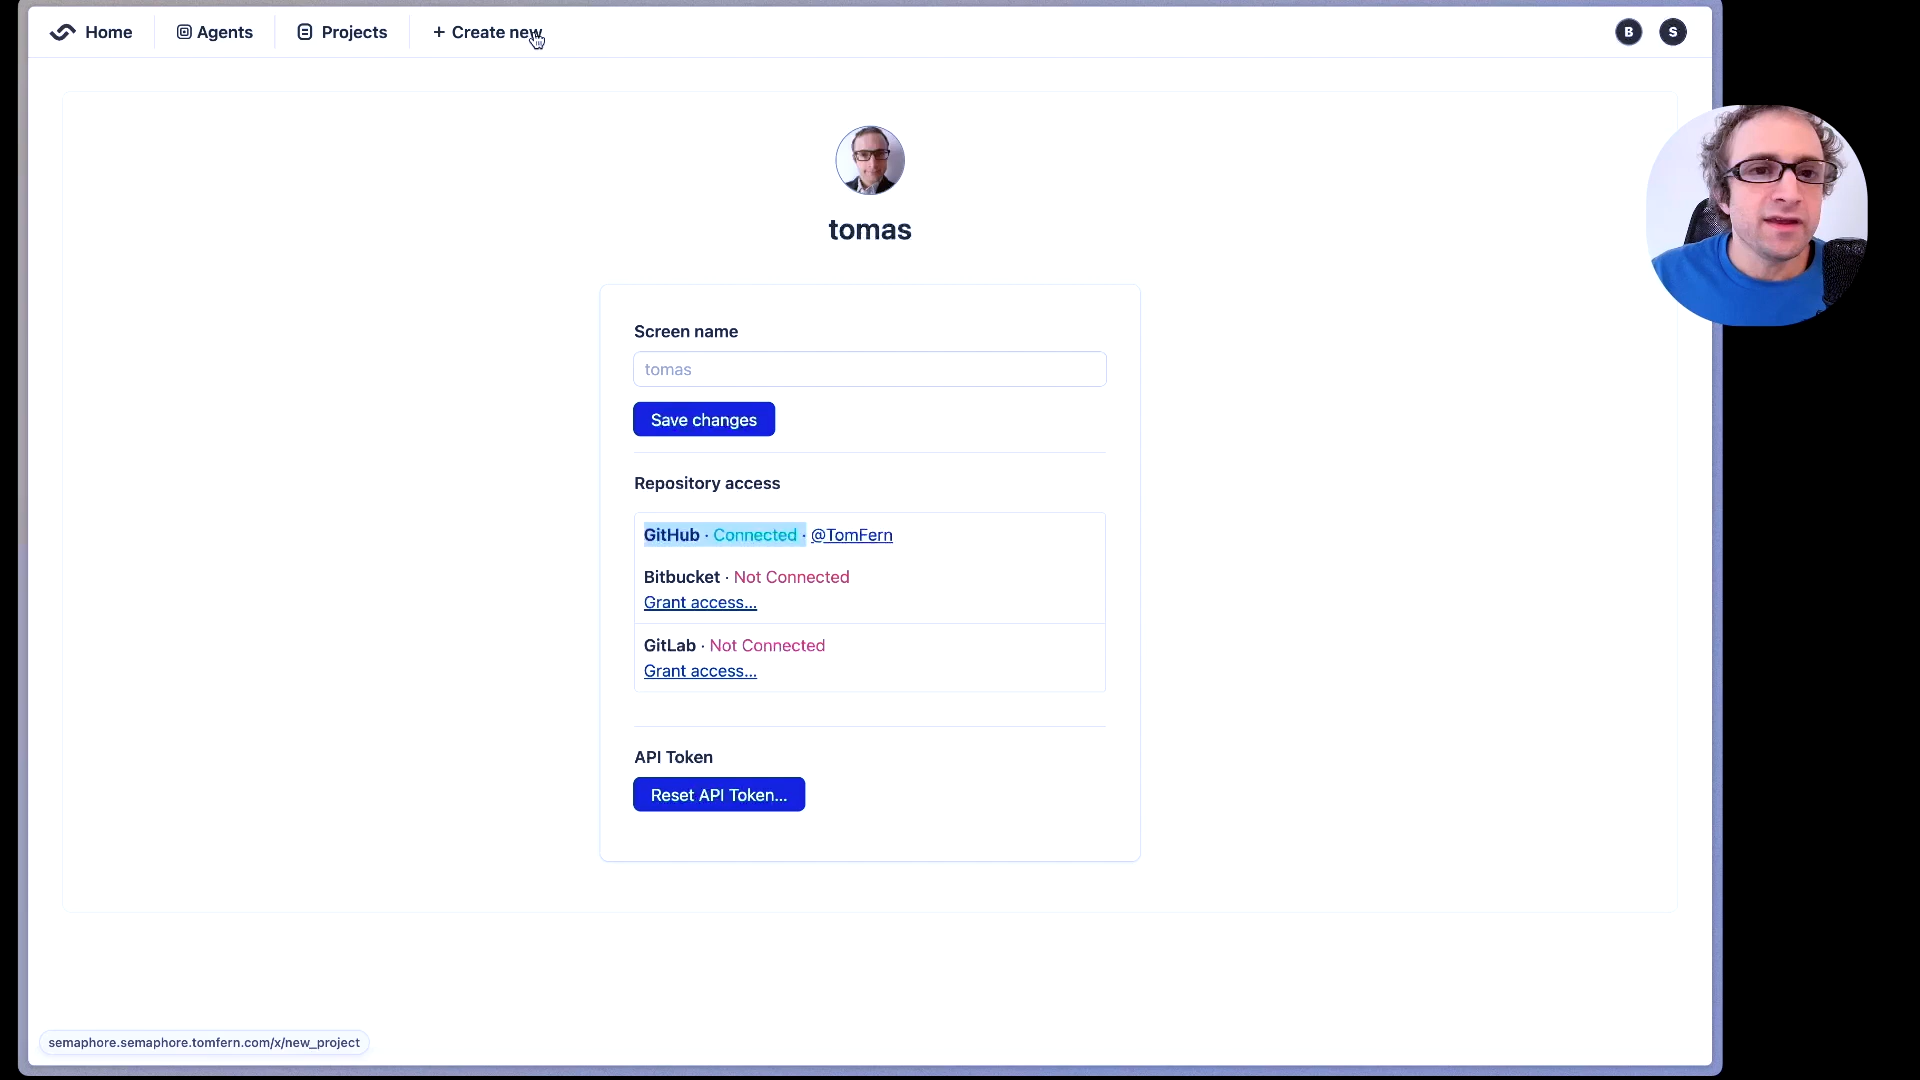 Home
Agents
Projects
+ Create new
B
S
tomas
Screen name
tomas
Save changes
Repository access
GitHub · Connected · @TomFern
Bitbucket · Not Connected
Grant access...
GitLab · Not Connected
Grant access...
API Token
Reset API Token...
semaphore.semaphore.tomfern.com/x/new_project